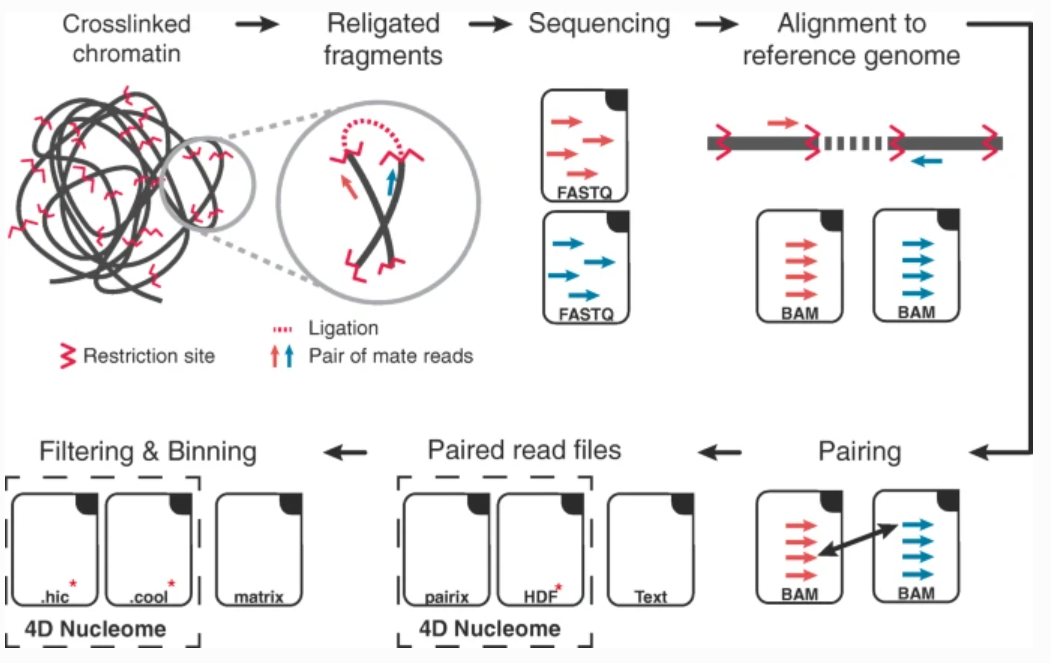 Crosslinked
chromatin
Religated
fragments
Sequencing
Alignment to
reference genome
FASTQ
FASTQ
BAM
BAM
Ligation
Restriction site
Pair of mate reads
Filtering & Binning
Paired read files
Pairing
.hic
*
.cool
*
matrix
4D Nucleome
pairix
HDF
*
Text
4D Nucleome
BAM
BAM